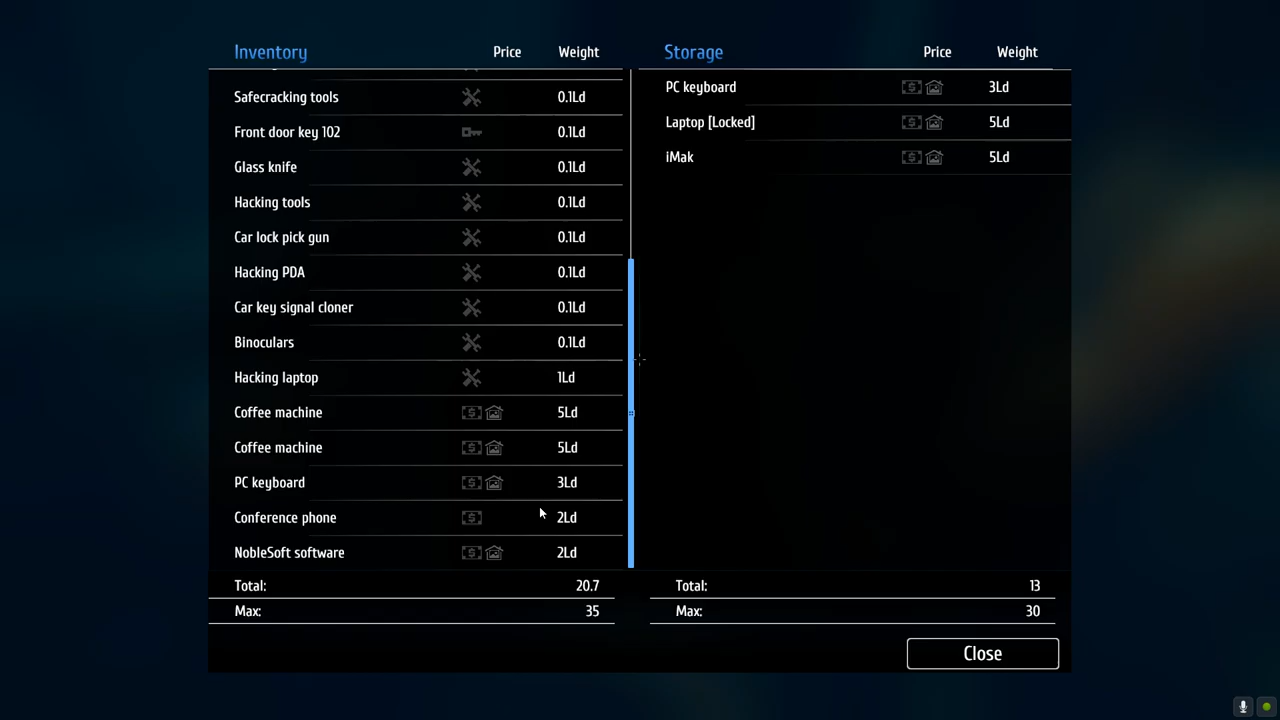 Inventory Price Weight
Safecracking tools 0.1Ld
Front door key 102 0.1Ld
Glass knife 0.1Ld
Hacking tools 0.1Ld
Car lock pick gun 0.1Ld
Hacking PDA 0.1Ld
Car key signal cloner 0.1Ld
Binoculars 0.1Ld
Hacking laptop 1Ld
Coffee machine 5Ld
Coffee machine 5Ld
PC keyboard 3Ld
Conference phone 2Ld
NobleSoft software 2Ld
Total: 20.7
Max: 35
Storage Price Weight
PC keyboard 3Ld
Laptop [Locked] 5Ld
iMak 5Ld
Total: 13
Max: 30
Close